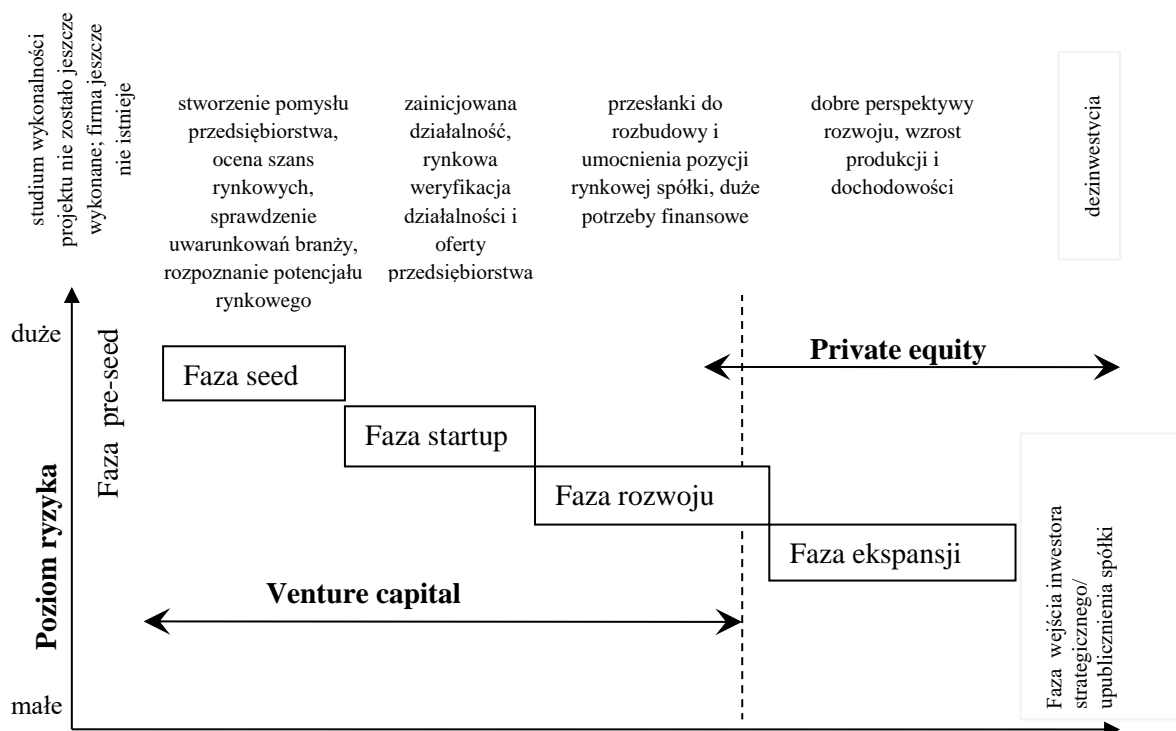 studium wykonalności
projektu nie zostało jeszcze
wykonane; firma jeszcze
nie istnieje
stworzenie pomysłu
przedsiębiorstwa,
ocena szans
rynkowych,
sprawdzenie
uwarunkowań branży,
rozpoznanie potencjału
rynkowego
zainicjowana
działalność,
rynkowa
weryfikacja
działalności i
oferty
przedsiębiorstwa
przesłanki do
rozbudowy i
umocnienia pozycji
rynkowej spółki, duże
potrzeby finansowe
dobre perspektywy
rozwoju, wzrost
produkcji i
dochodowości
dezinwestycja
duże
Poziom ryzyka
małe
Faza pre-seed
Faza seed
Faza startup
Faza rozwoju
Faza ekspansji
Private equity
Venture capital
Faza wejścia inwestora
strategicznego/
upublicznienia spółki